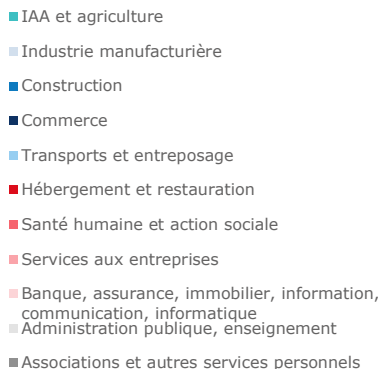 IAA et agriculture
Industrie manufacturière
Construction
Commerce
Transports et entreposage
Hébergement et restauration
Santé humaine et action sociale
Services aux entreprises
Banque, assurance, immobilier, information,
communication, informatique
Administration publique, enseignement
Associations et autres services personnels